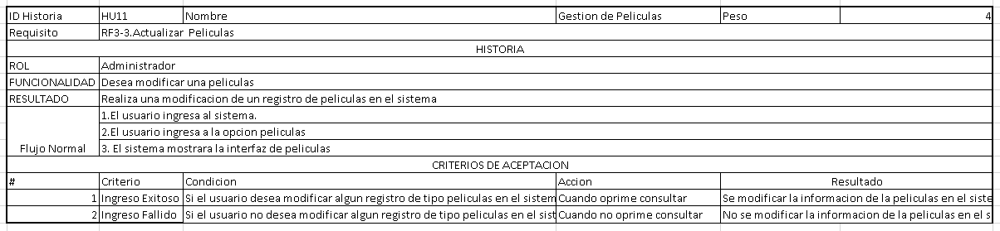 ID Historia HU11 Nombre Gestion de Peliculas Peso 4
Requisito RF3-3.Actualizar Peliculas
HISTORIA
ROL Administrador
FUNCIONALIDAD Desea modificar una peliculas
RESULTADO Realiza una modificacion de un registro de peliculas en el sistema
1.El usuario ingresa al sistema.
2.El usuario ingresa a la opcion peliculas
Flujo Normal 3. El sistema mostrara la interfaz de peliculas
CRITERIOS DE ACEPTACION
# Criterio Condicion Accion Resultado
1 Ingreso Exitoso Si el usuario desea modificar algun registro de tipo peliculas en el sistem Cuando oprime consultar Se modificar la informacion de la peliculas en el siste
2 Ingreso Fallido Si el usuario no desea modificar algun registro de tipo peliculas en el sist Cuando no oprime consultar No se modificar la informacion de la peliculas en el s